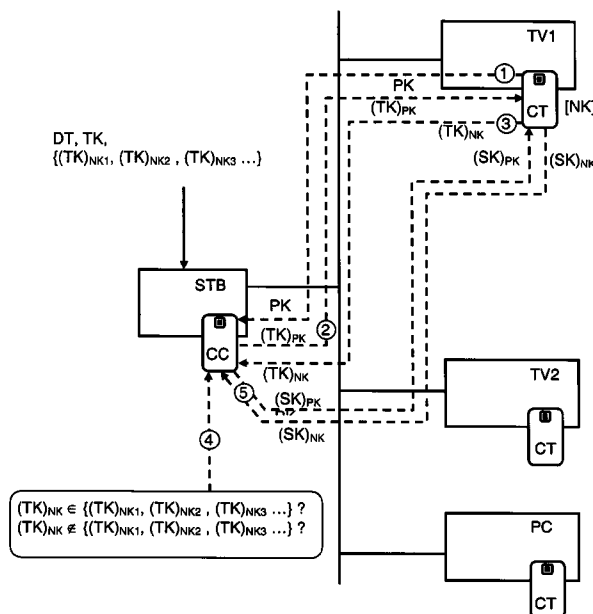 TV1
①
PK
CT
[NK]
(TK)PK
③
(TK)NK
(SK)PK
(SK)NK
DT, TK,
{(TK)NK1, (TK)NK2 , (TK)NK3 ...}
STB
PK
②
(TK)PK
CC
(TK)NK
⑤
(SK)PK
(SK)NK
④
TV2
CT
(TK)NK ∈ {(TK)NK1, (TK)NK2 , (TK)NK3 ...} ?
(TK)NK ∉ {(TK)NK1, (TK)NK2 , (TK)NK3 ...} ?
PC
CT